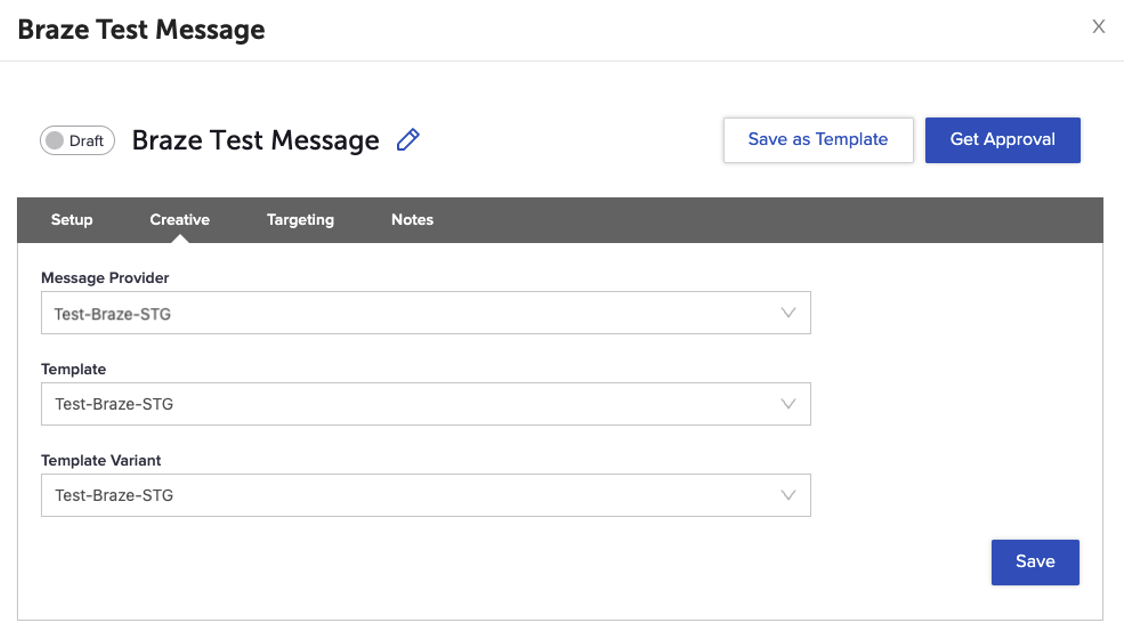 Braze Test Message
X
Draft
Braze Test Message
Save as Template
Get Approval
Setup
Creative
Targeting
Notes
Message Provider
Test-Braze-STG
Template
Test-Braze-STG
Template Variant
Test-Braze-STG
Save